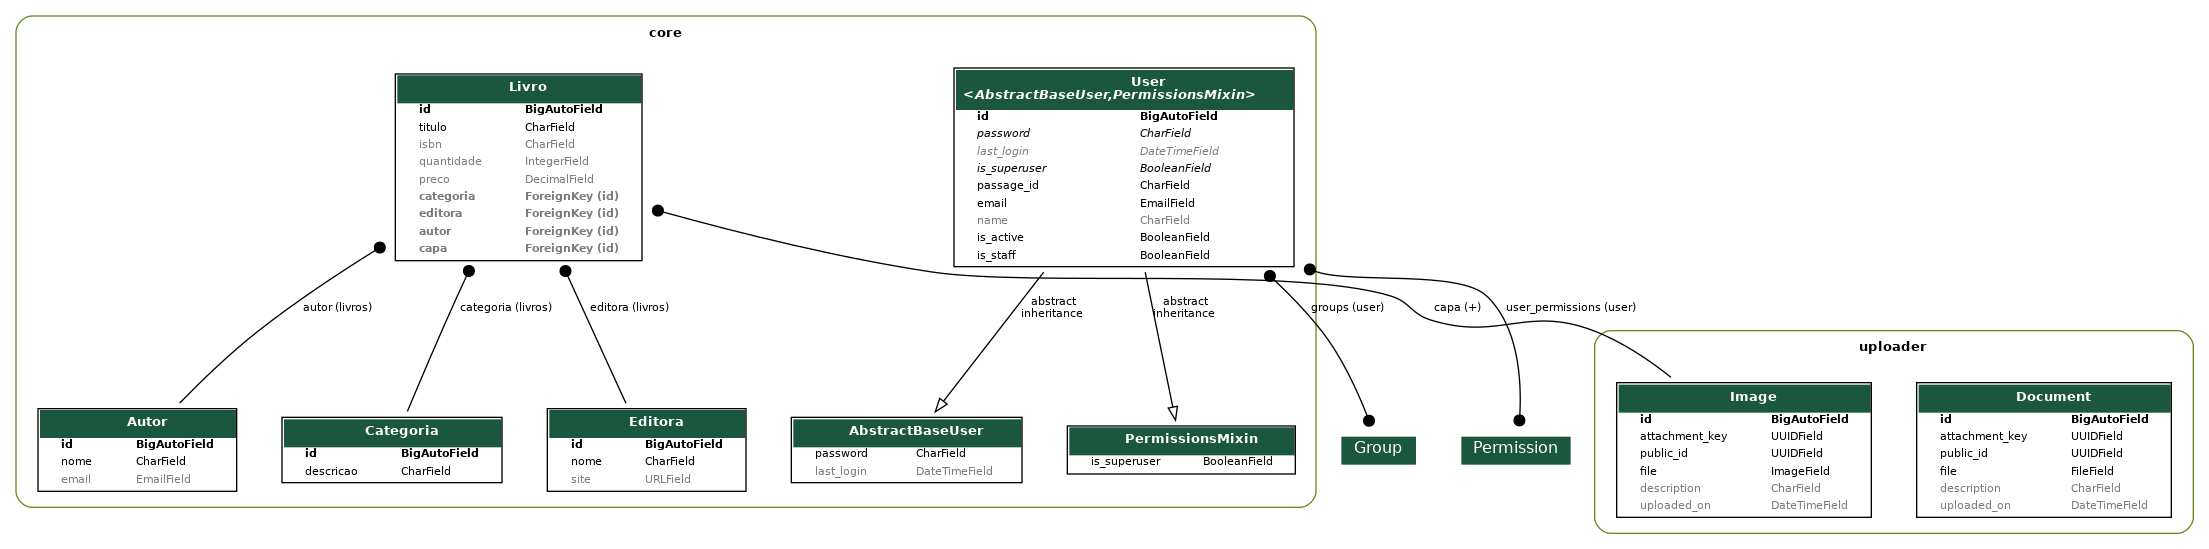 core
Livro
id BigAutoField
titulo CharField
isbn CharField
quantidade IntegerField
preco DecimalField
categoria ForeignKey (id)
editora ForeignKey (id)
autor ForeignKey (id)
capa ForeignKey (id)
User
<AbstractBaseUser,PermissionsMixin>
id BigAutoField
password CharField
last_login DateTimeField
is_superuser BooleanField
passage_id CharField
email EmailField
name CharField
is_active BooleanField
is_staff BooleanField
autor (livros)
categoria (livros)
editora (livros)
abstract
inheritance
abstract
inheritance
groups (user)
capa (+)
user_permissions (user)
Autor
id BigAutoField
nome CharField
email EmailField
Categoria
id BigAutoField
descricao CharField
Editora
id BigAutoField
nome CharField
site URLField
AbstractBaseUser
password CharField
last_login DateTimeField
PermissionsMixin
is_superuser BooleanField
Group
Permission
uploader
Image
id BigAutoField
attachment_key UUIDField
public_id UUIDField
file ImageField
description CharField
uploaded_on DateTimeField
Document
id BigAutoField
attachment_key UUIDField
public_id UUIDField
file FileField
description CharField
uploaded_on DateTimeField